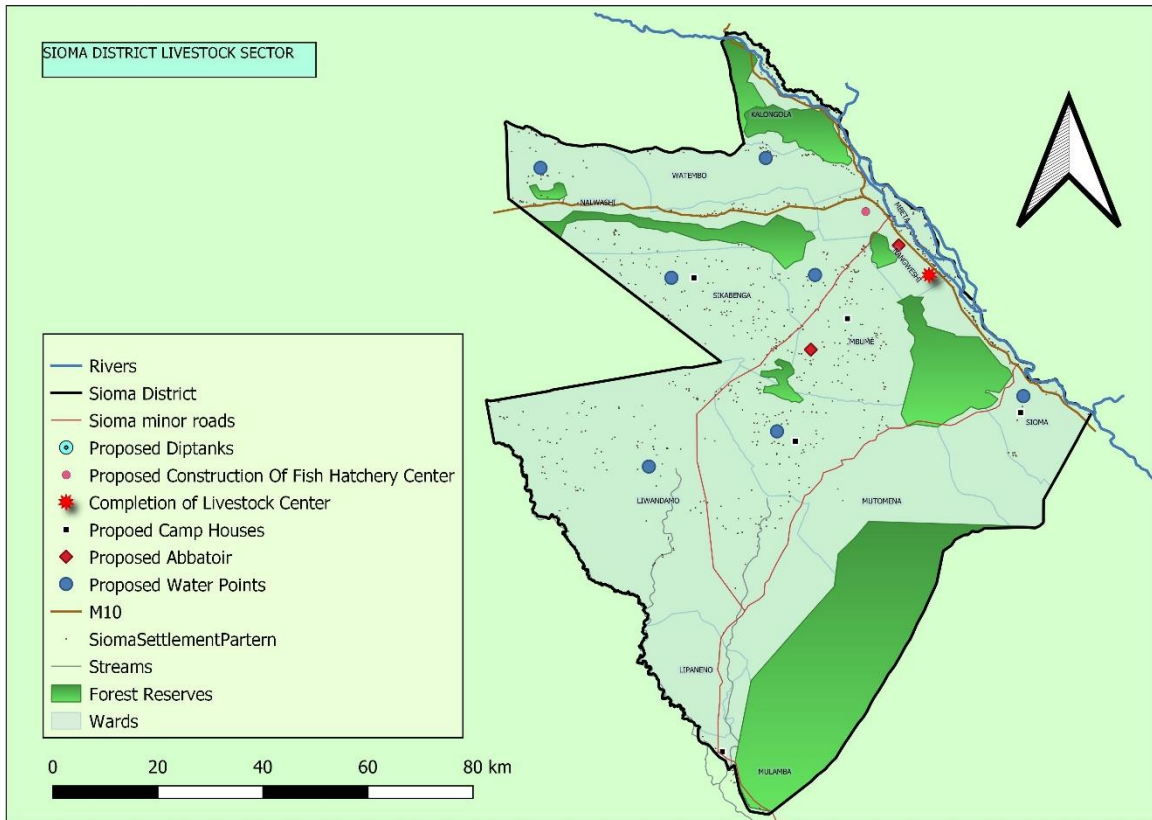 SIOMA DISTRICT LIVESTOCK SECTOR
KALONGOLA
WATEMBO
NALWASHI
MBETA
NANGWESHI
SIKABENGA
MBUME
SIOMA
LIWANDAMO
MUTOMENA
LIPANENO
MULAMBA
Rivers
Sioma District
Sioma minor roads
Proposed Diptanks
Proposed Construction Of Fish Hatchery Center
Completion of Livestock Center
Propoed Camp Houses
Proposed Abbatoir
Proposed Water Points
M10
SiomaSettlementPartern
Streams
Forest Reserves
Wards
0 20 40 60 80 km